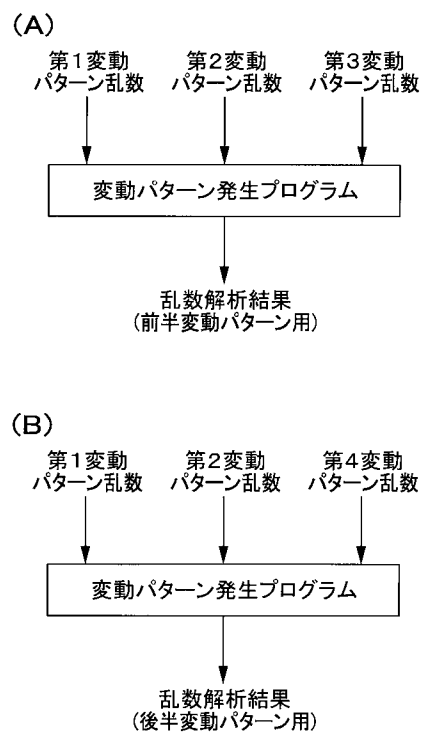 (A)
第1変動 第2変動 第3変動
パターン乱数 パターン乱数 パターン乱数
変動パターン発生プログラム
乱数解析結果
(前半変動パターン用)
(B)
第1変動 第2変動 第4変動
パターン乱数 パターン乱数 パターン乱数
変動パターン発生プログラム
乱数解析結果
(後半変動パターン用)